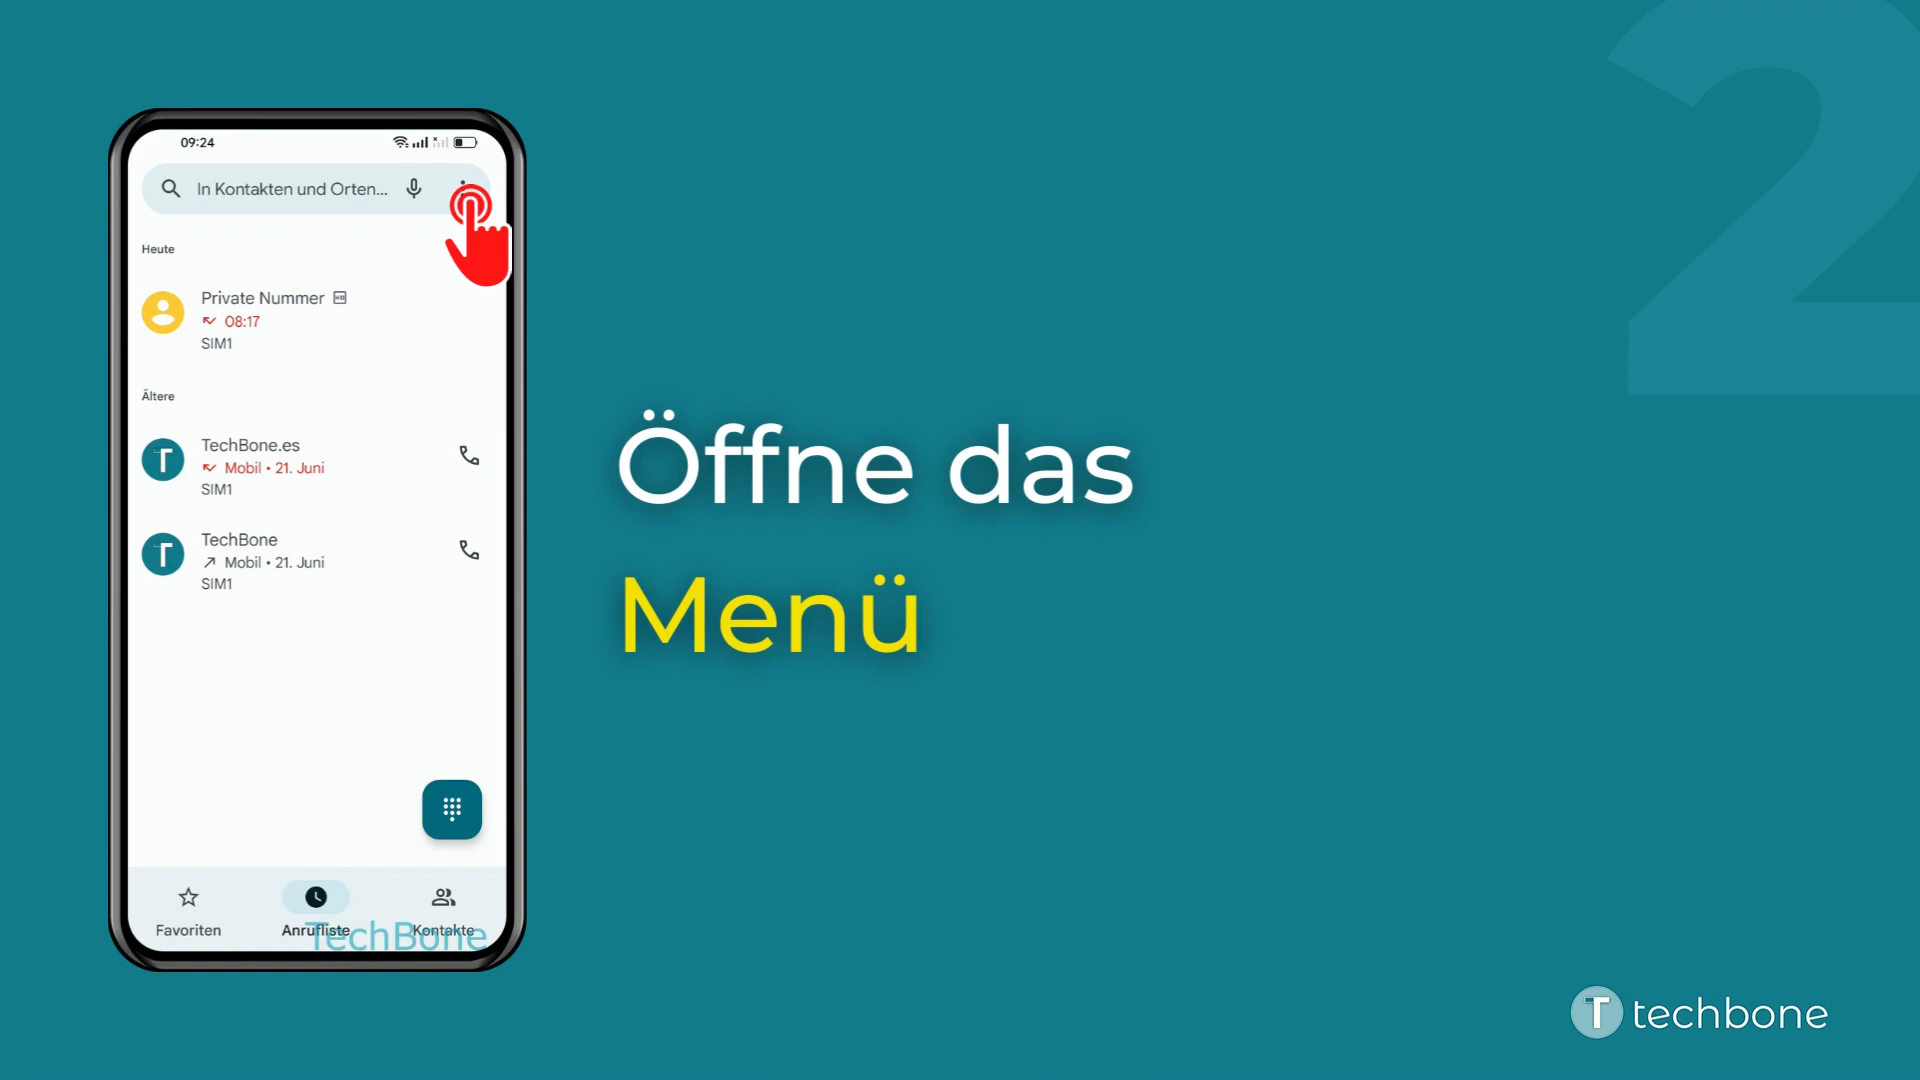 2
09:24
In Kontakten und Orten...
Heute
Private Nummer HD
08:17
SIM1
Ältere
TechBone.es
Mobil • 21. Juni
SIM1
TechBone
Mobil • 21. Juni
SIM1
Favoriten
Anrufliste
Kontakte
TechBone
Öffne das
Menü
techbone